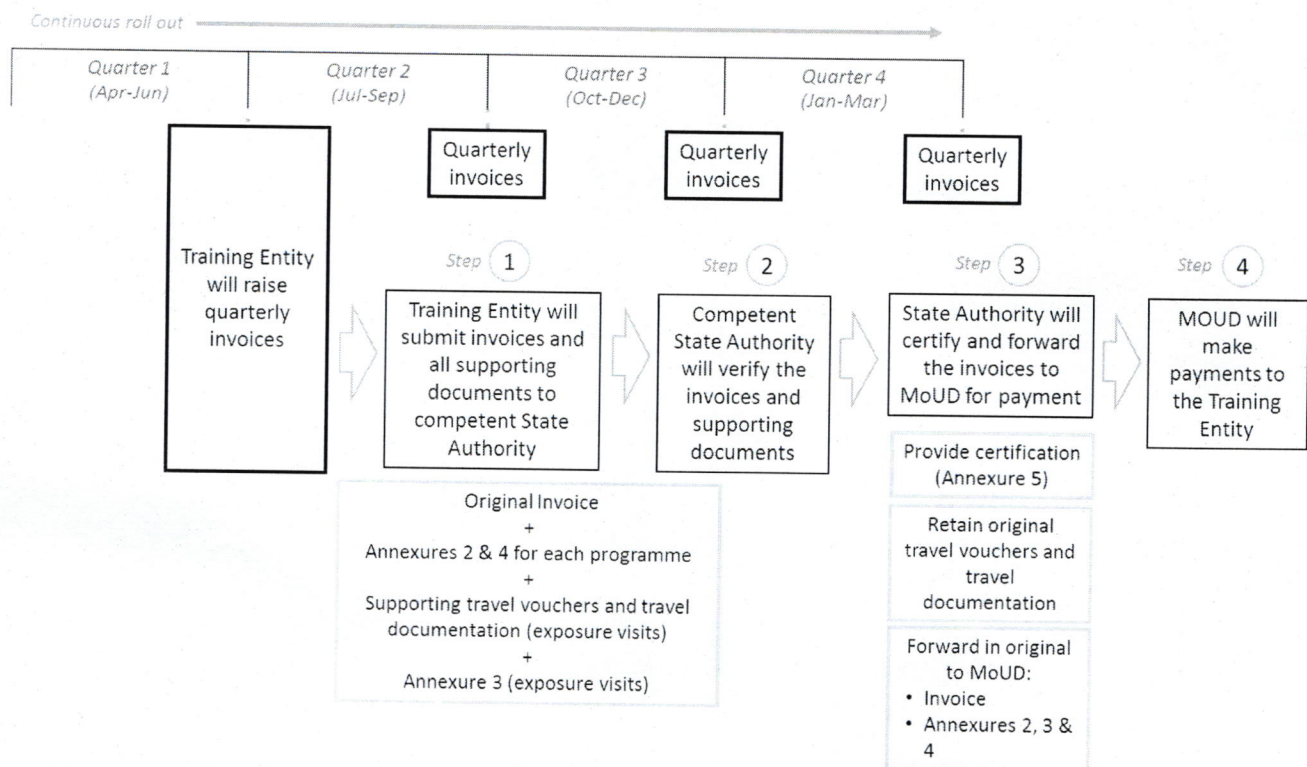 Continuous roll out
Quarter 1
(Apr-Jun)
Quarter 2
(Jul-Sep)
Quarter 3
(Oct-Dec)
Quarter 4
(Jan-Mar)
Training Entity
will raise
quarterly
invoices
Quarterly
invoices
Quarterly
invoices
Quarterly
invoices
Step 1
Training Entity will
submit invoices and
all supporting
documents to
competent State
Authority
Original Invoice
+
Annexures 2 & 4 for each programme
+
Supporting travel vouchers and travel
documentation (exposure visits)
+
Annexure 3 (exposure visits)
Step 2
Competent
State Authority
will verify the
invoices and
supporting
documents
Step 3
State Authority will
certify and forward
the invoices to
MoUD for payment
Provide certification
(Annexure 5)
Retain original
travel vouchers and
travel
documentation
Forward in original
to MoUD:
• Invoice
• Annexures 2, 3 &
4
Step 4
MOUD will
make
payments to
the Training
Entity